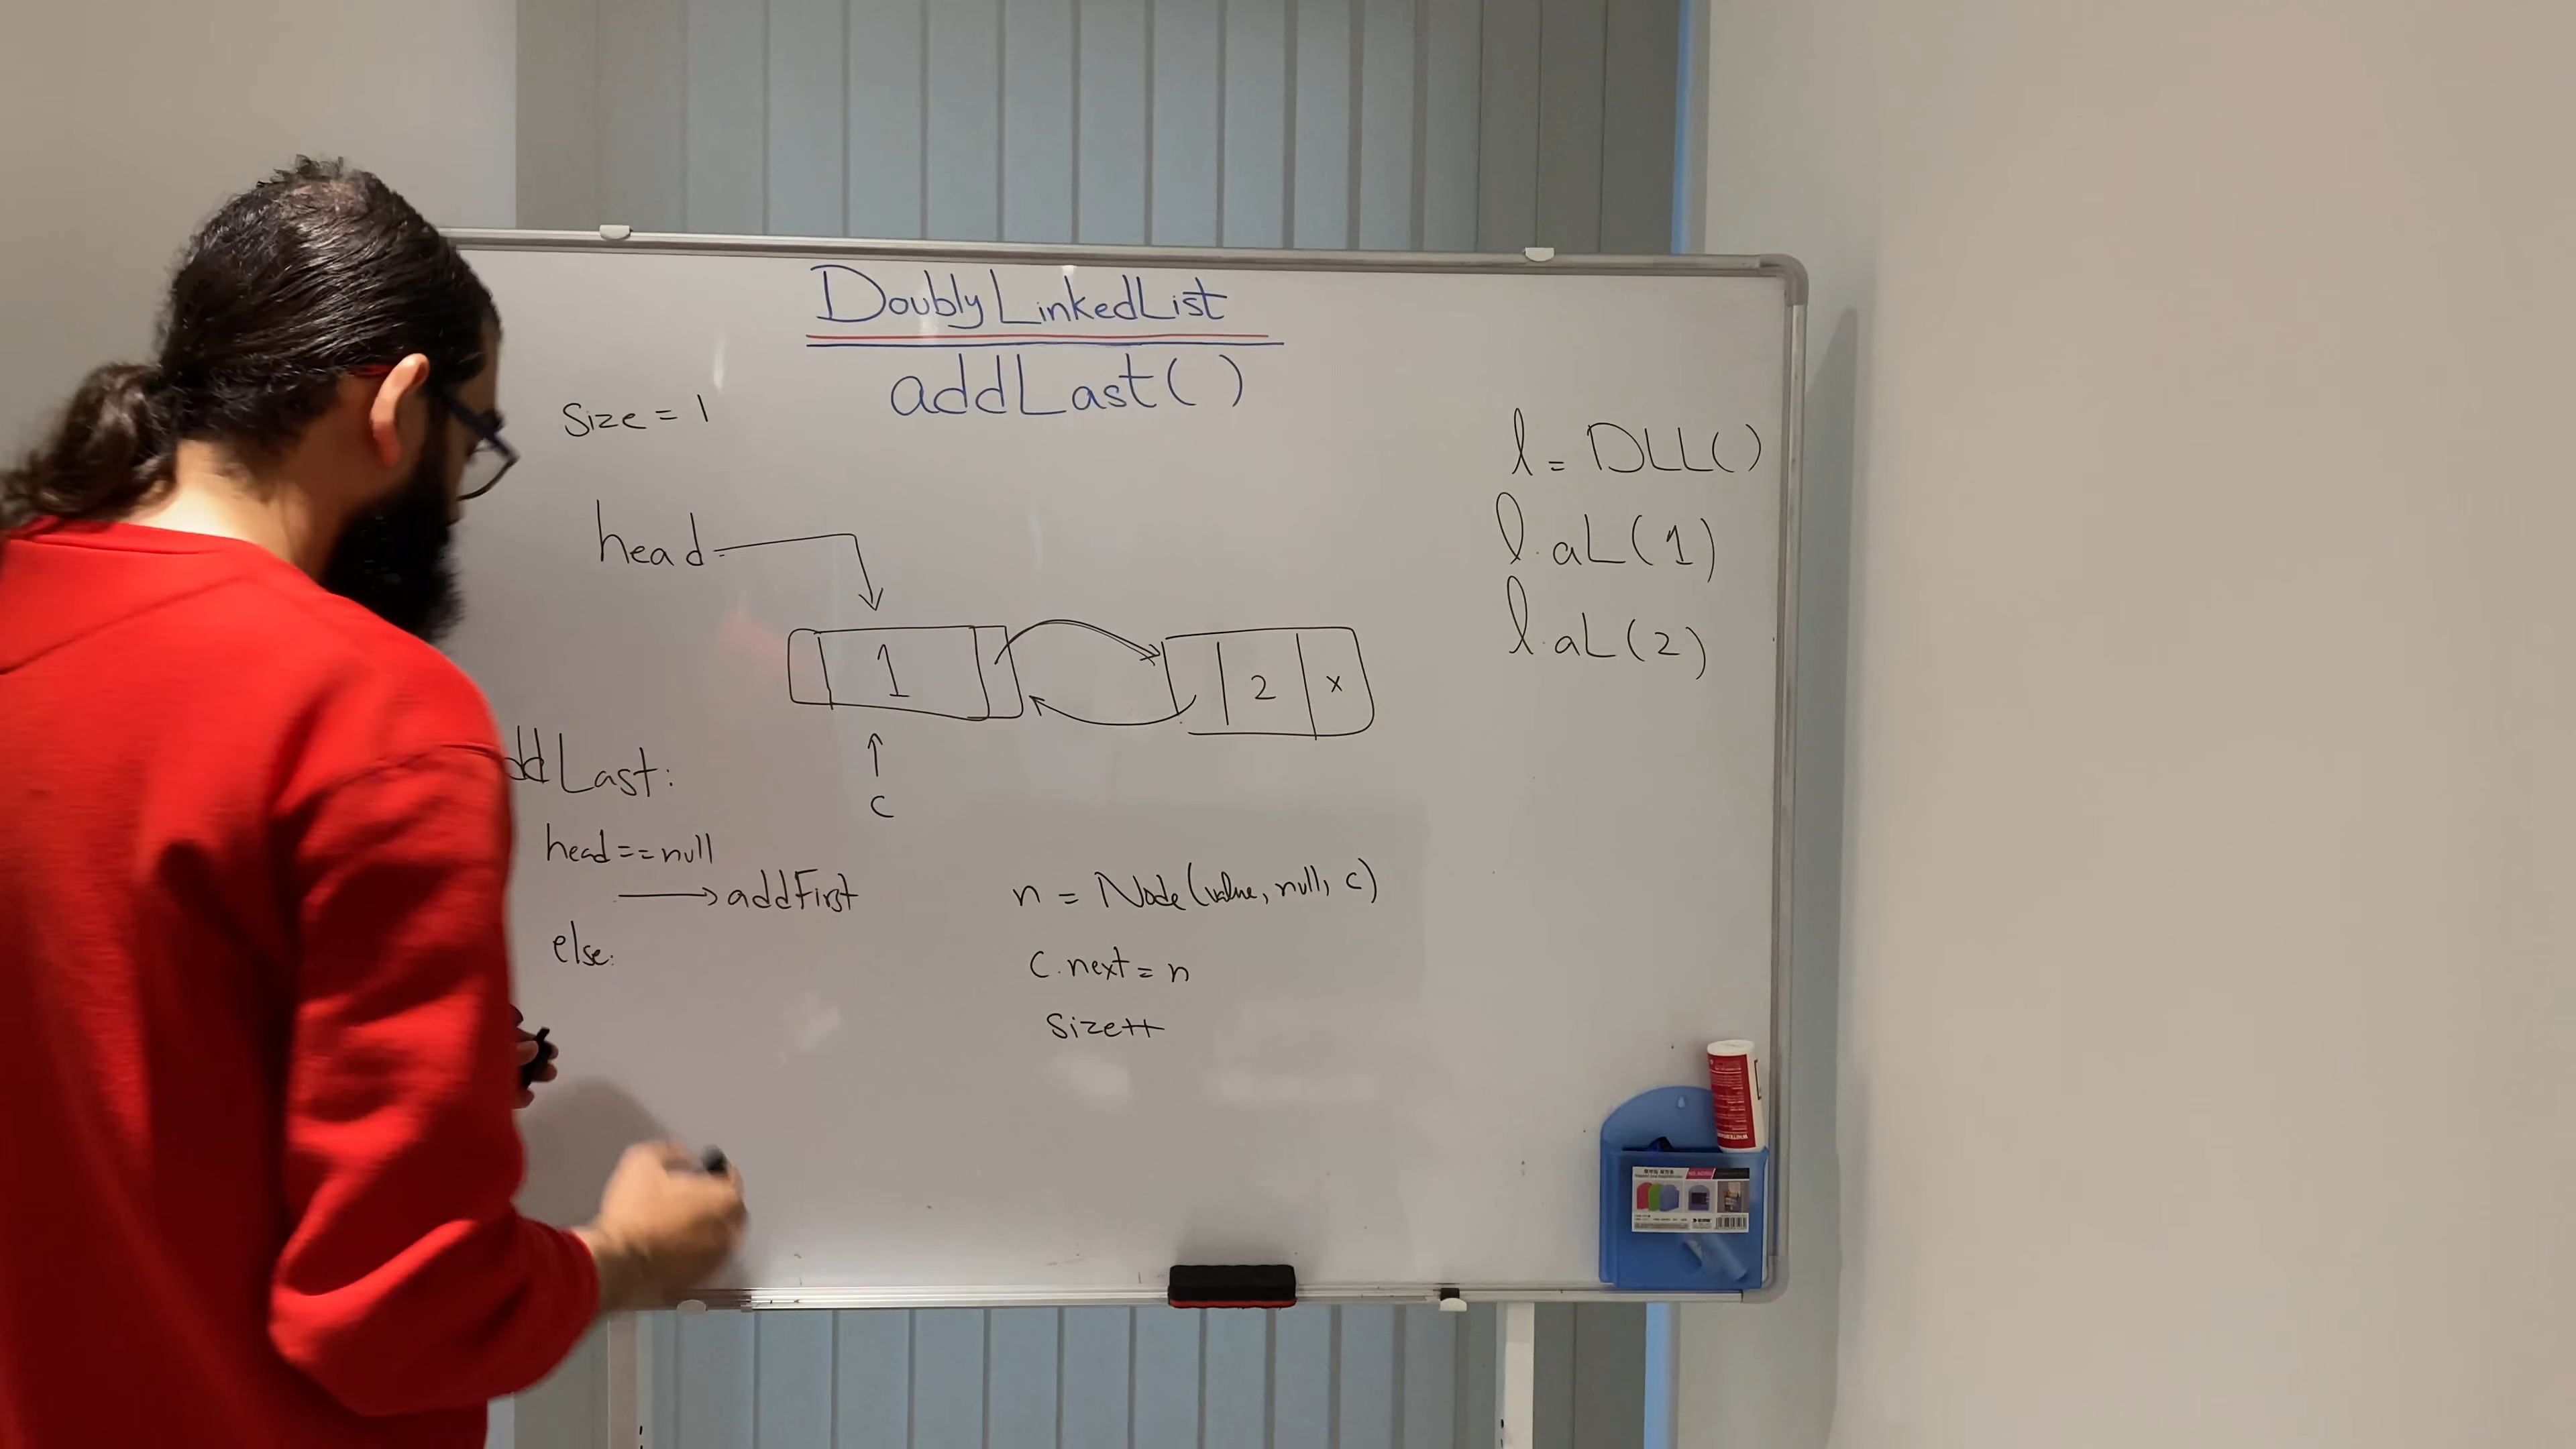 DoublyLinkedList
addLast()
Size = 1
head
1
2 x
c
l = DLL()
l.aL(1)
l.aL(2)
ddLast:
head==null
→ addFirst
else:
n = Node(value, null, c)
c.next = n
Size++